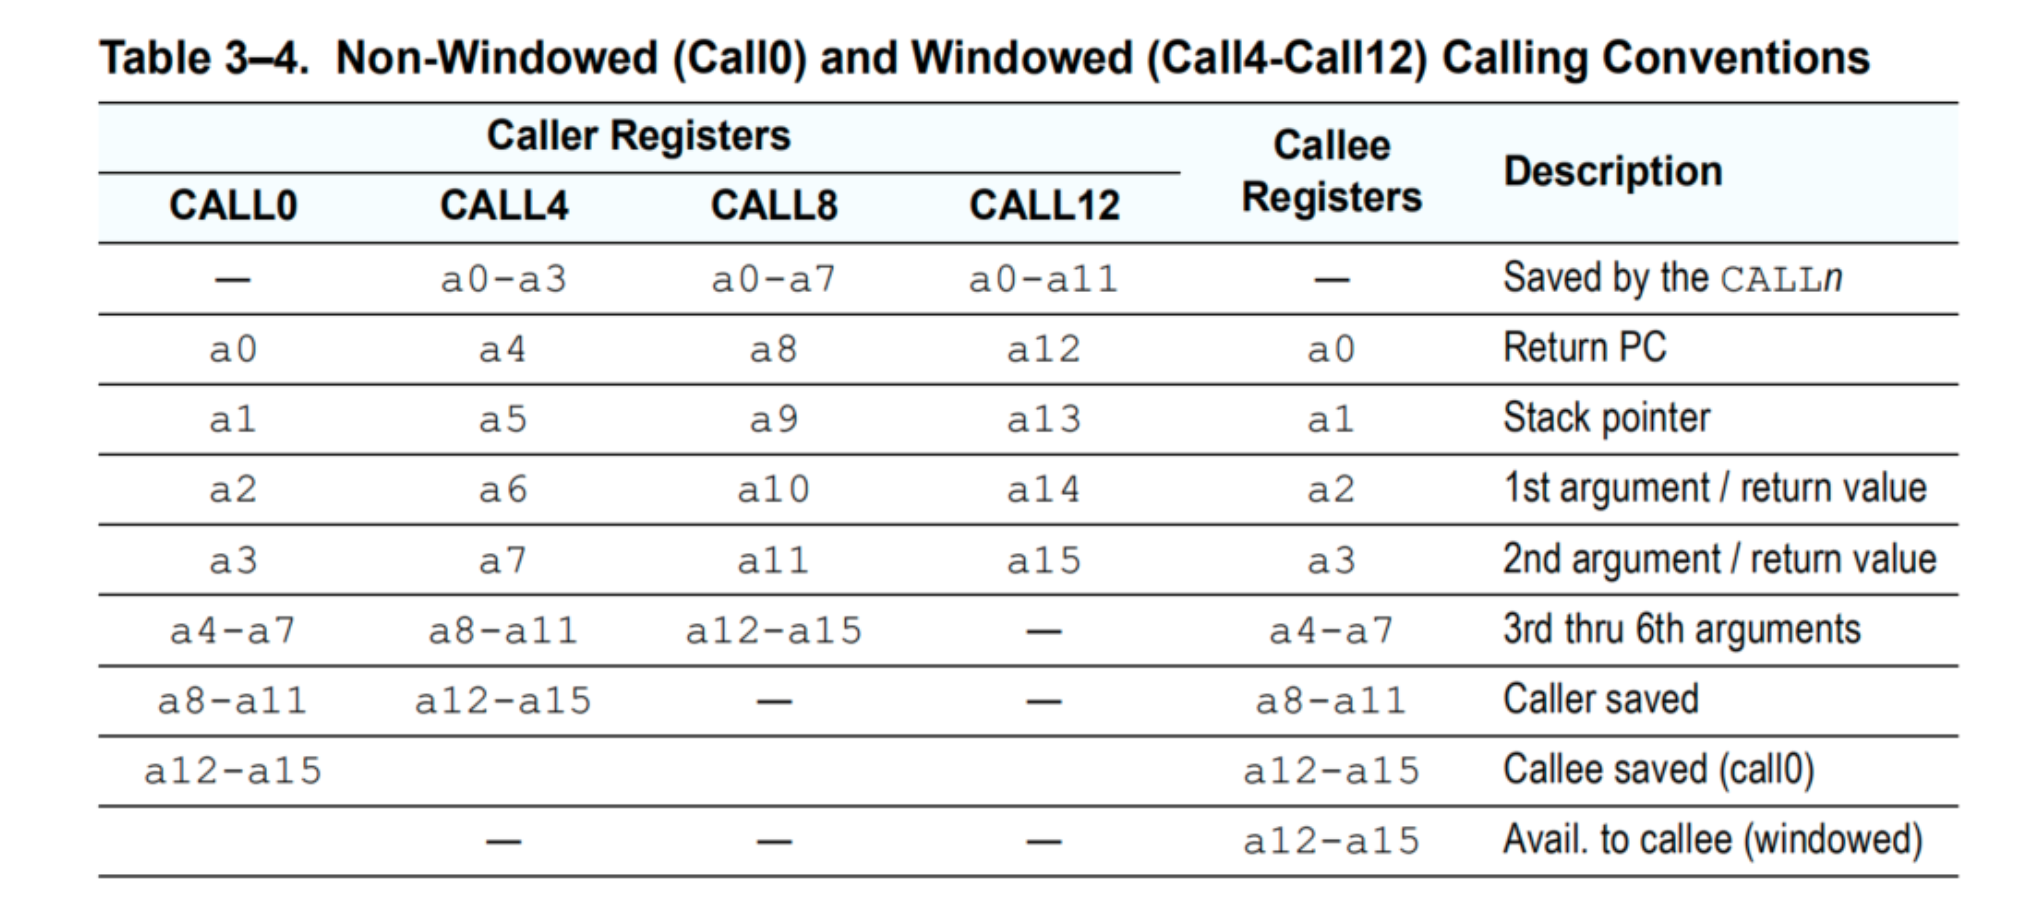 Table 3–4. Non-Windowed (Call0) and Windowed (Call4-Call12) Calling Conventions
Caller Registers Callee Registers Description
CALL0 CALL4 CALL8 CALL12
— a0-a3 a0-a7 a0-a11 — Saved by the CALLn
a0 a4 a8 a12 a0 Return PC
a1 a5 a9 a13 a1 Stack pointer
a2 a6 a10 a14 a2 1st argument / return value
a3 a7 a11 a15 a3 2nd argument / return value
a4-a7 a8-a11 a12-a15 — a4-a7 3rd thru 6th arguments
a8-a11 a12-a15 — — a8-a11 Caller saved
a12-a15 a12-a15 Callee saved (call0)
— — — a12-a15 Avail. to callee (windowed)